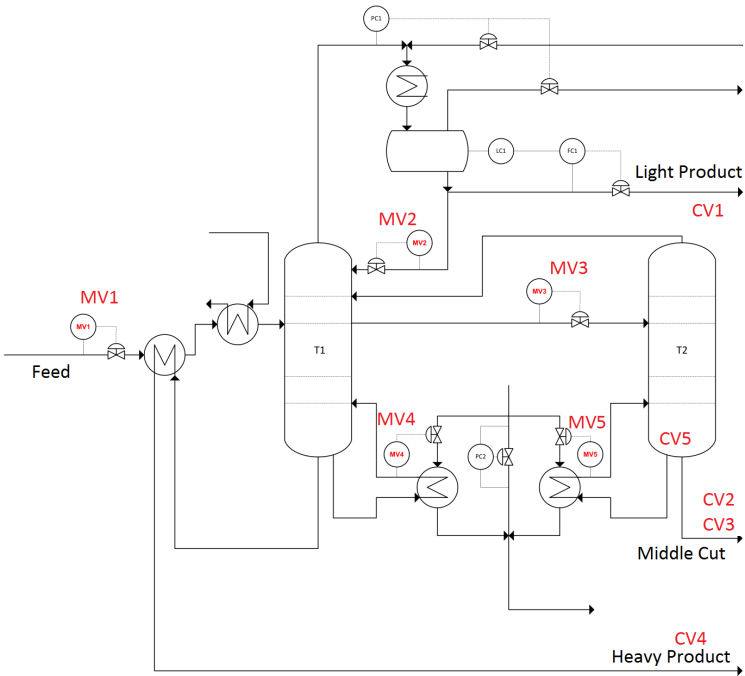 PC1
LC1
FC1
Light Product
CV1
MV2
MV2
MV3
MV3
MV1
MV1
Feed
T1
T2
MV4
MV4
PC2
MV5
MV5
CV5
CV2
CV3
Middle Cut
CV4
Heavy Product